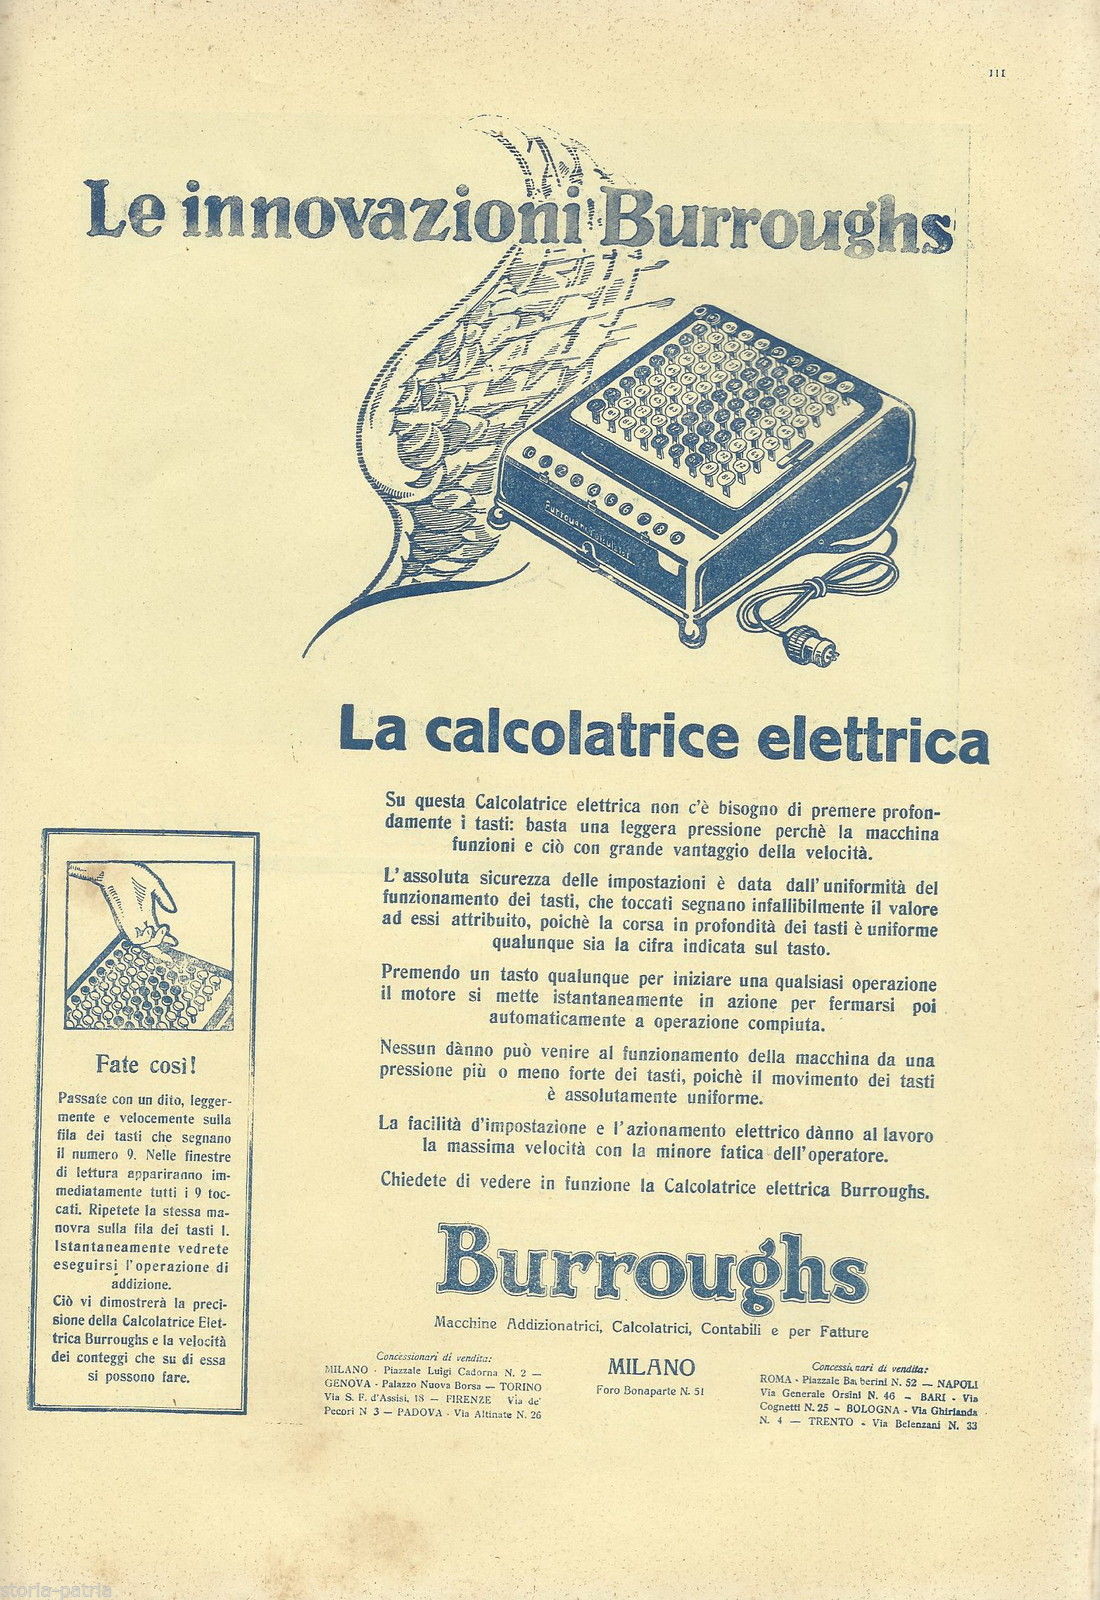 III
Le innovazioni Burroughs
0 1 2 3 4 5 6 7 8 9
Burroughs Calculator
La calcolatrice elettrica
Su questa Calcolatrice elettrica non c'è bisogno di premere profon-
damente i tasti: basta una leggera pressione perchè la macchina
funzioni e ciò con grande vantaggio della velocità.
L'assoluta sicurezza delle impostazioni è data dall'uniformità del
funzionamento dei tasti, che toccati segnano infallibilmente il valore
ad essi attribuito, poichè la corsa in profondità dei tasti è uniforme
qualunque sia la cifra indicata sul tasto.
Premendo un tasto qualunque per iniziare una qualsiasi operazione
il motore si mette istantaneamente in azione per fermarsi poi
automaticamente a operazione compiuta.
Nessun dànno può venire al funzionamento della macchina da una
pressione più o meno forte dei tasti, poichè il movimento dei tasti
è assolutamente uniforme.
La facilità d'impostazione e l'azionamento elettrico dànno al lavoro
la massima velocità con la minore fatica dell'operatore.
Chiedete di vedere in funzione la Calcolatrice elettrica Burroughs.
Fate così!
Passate con un dito, legger-
mente e velocemente sulla
fila dei tasti che segnano
il numero 9. Nelle finestre
di lettura appariranno im-
mediatamente tutti i 9 toc-
cati. Ripetete la stessa ma-
novra sulla fila dei tasti 1.
Istantaneamente vedrete
eseguirsi l'operazione di
addizione.
Ciò vi dimostrerà la preci-
sione della Calcolatrice Elet-
trica Burroughs e la velocità
dei conteggi che su di essa
si possono fare.
Burroughs
Macchine Addizionatrici, Calcolatrici, Contabili e per Fatture
Concessionari di vendita:
MILANO - Piazzale Luigi Cadorna N. 2 —
GENOVA - Palazzo Nuova Borsa — TORINO
Via S. F. d'Assisi, 18 — FIRENZE Via de'
Pecori N 3 — PADOVA - Via Altinate N. 26
MILANO
Foro Bonaparte N. 51
Concessionari di vendita:
ROMA - Piazzale Barberini N. 52 — NAPOLI
Via Generale Orsini N. 46 — BARI - Via
Cognetti N. 25 — BOLOGNA - Via Ghirlanda
N. 4 — TRENTO - Via Belenzani N. 33
storia-patria